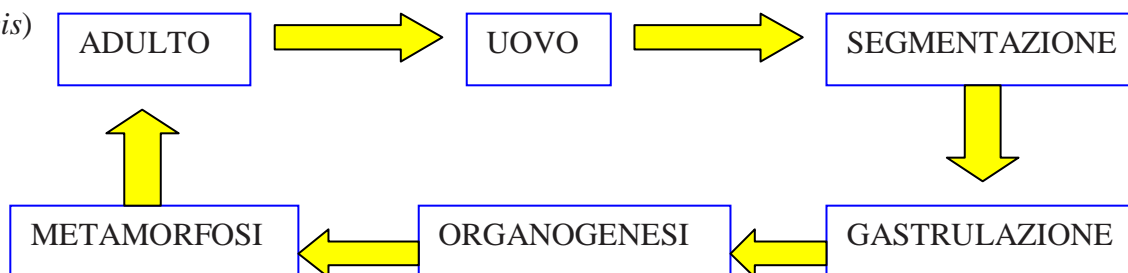 is)
ADULTO UOVO SEGMENTAZIONE
METAMORFOSI ORGANOGENESI GASTRULAZIONE